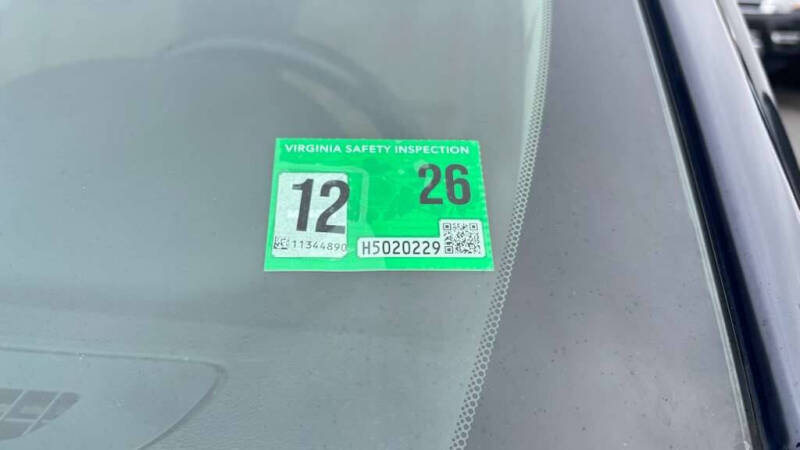 VIRGINIA SAFETY INSPECTION
12 26
11344890 H5020229